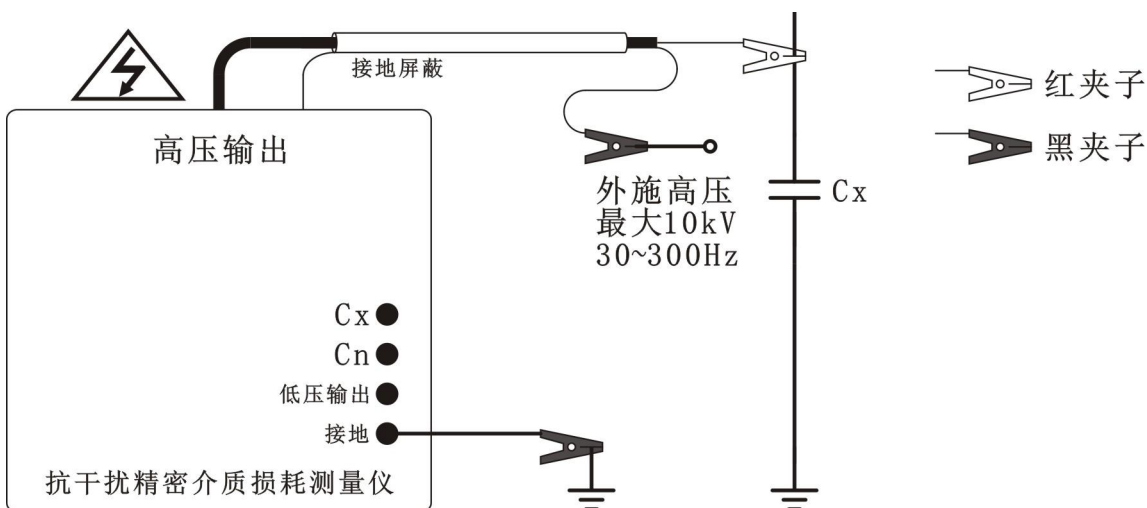 接地屏蔽
红夹子
高压输出
黑夹子
外施高压
最大10kV
30~300Hz
Cx
Cx
Cn
低压输出
接地
抗干扰精密介质损耗测量仪